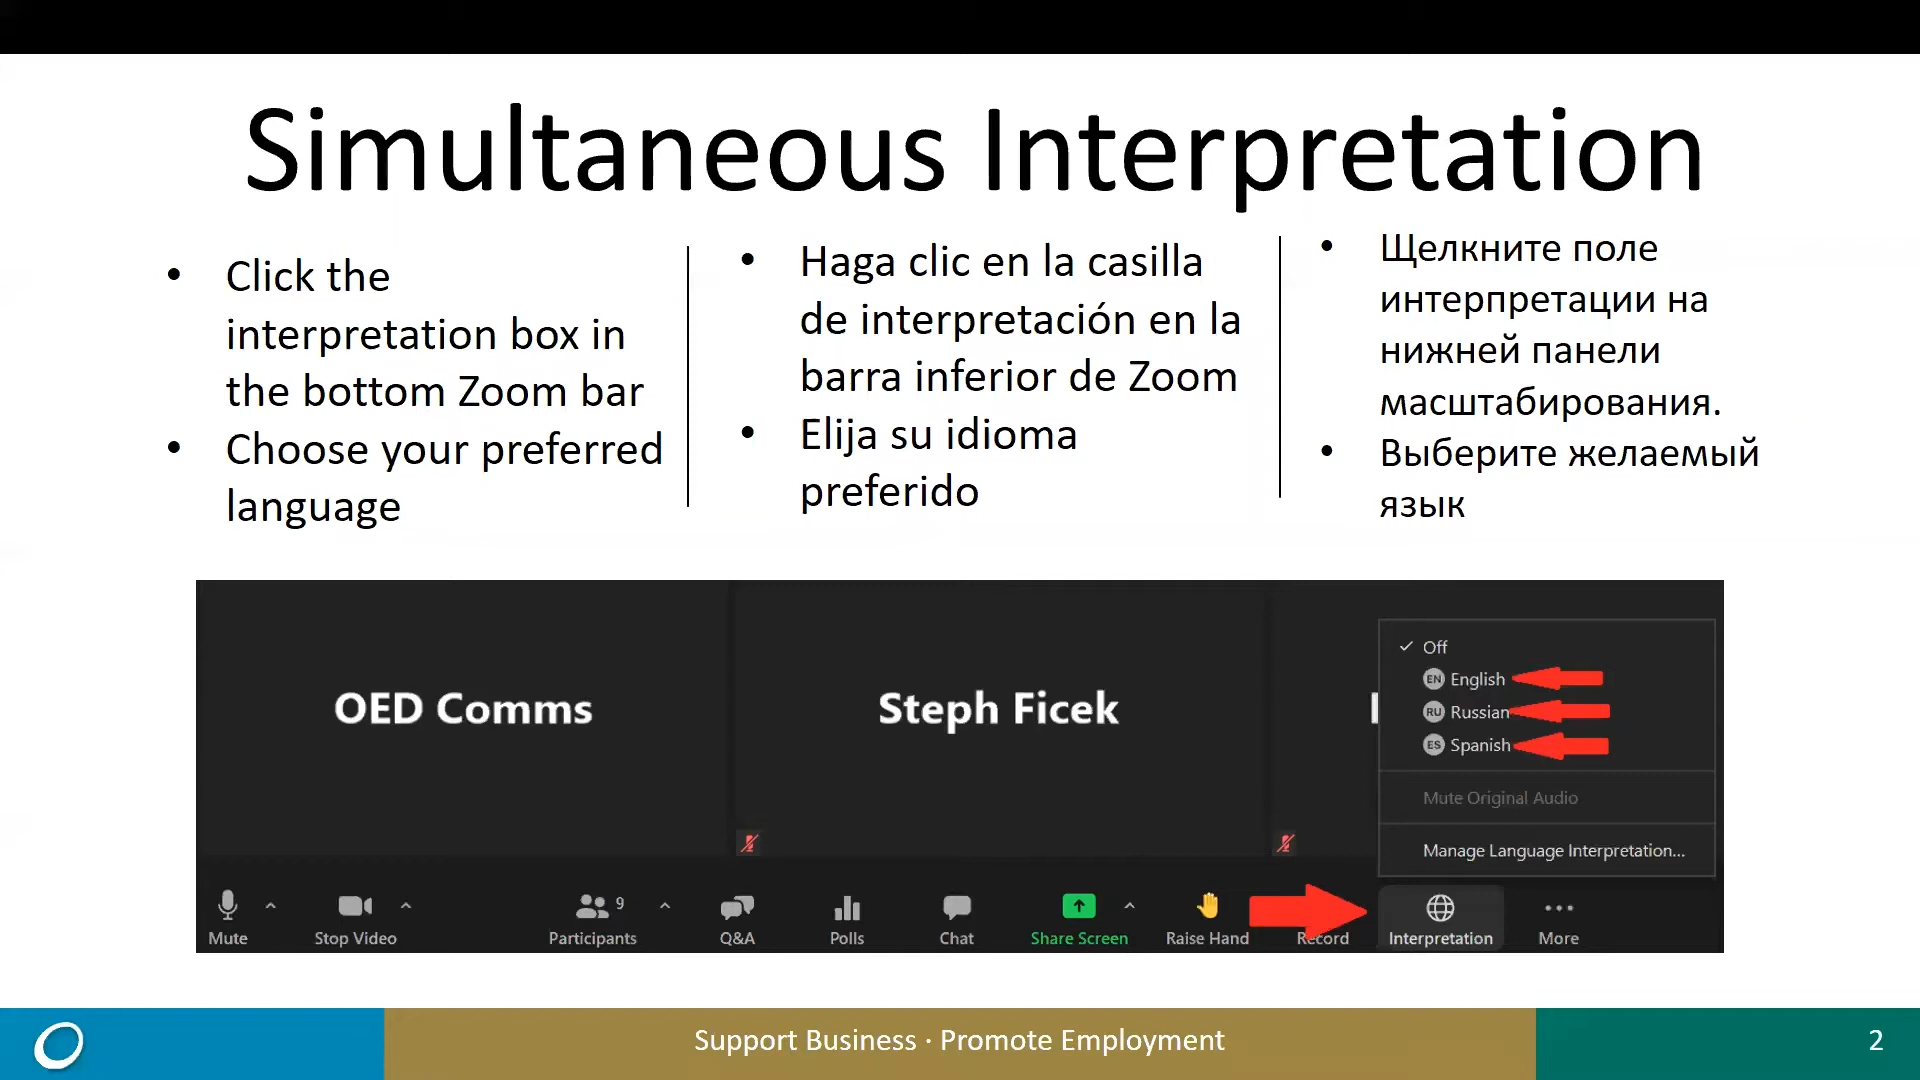 Simultaneous Interpretation
• Click the
interpretation box in
the bottom Zoom bar
• Choose your preferred
language
• Haga clic en la casilla
de interpretación en la
barra inferior de Zoom
• Elija su idioma
preferido
• Щелкните поле
интерпретации на
нижней панели
масштабирования.
• Выберите желаемый
язык
OED Comms
Steph Ficek
Off
EN English
RU Russian
ES Spanish
Mute Original Audio
Manage Language Interpretation...
9
Mute Stop Video Participants Q&A Polls Chat Share Screen Raise Hand Record Interpretation More
Support Business · Promote Employment
2